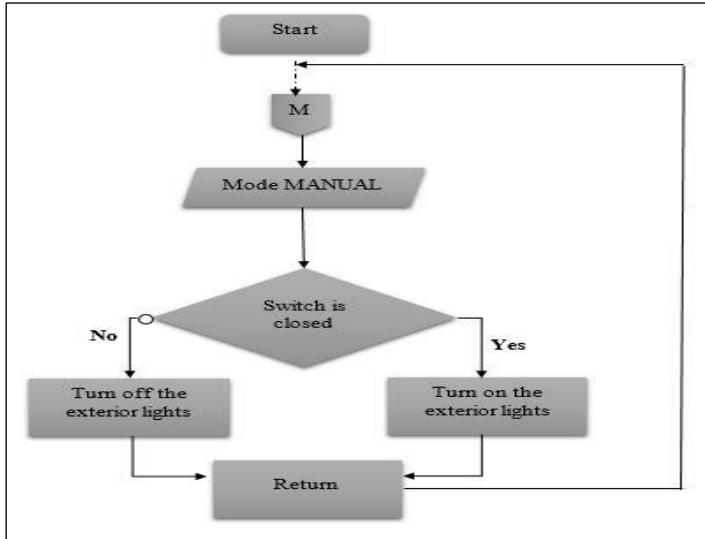 Start
M
Mode MANUAL
Switch is
closed
No
Yes
Turn off the
exterior lights
Turn on the
exterior lights
Return